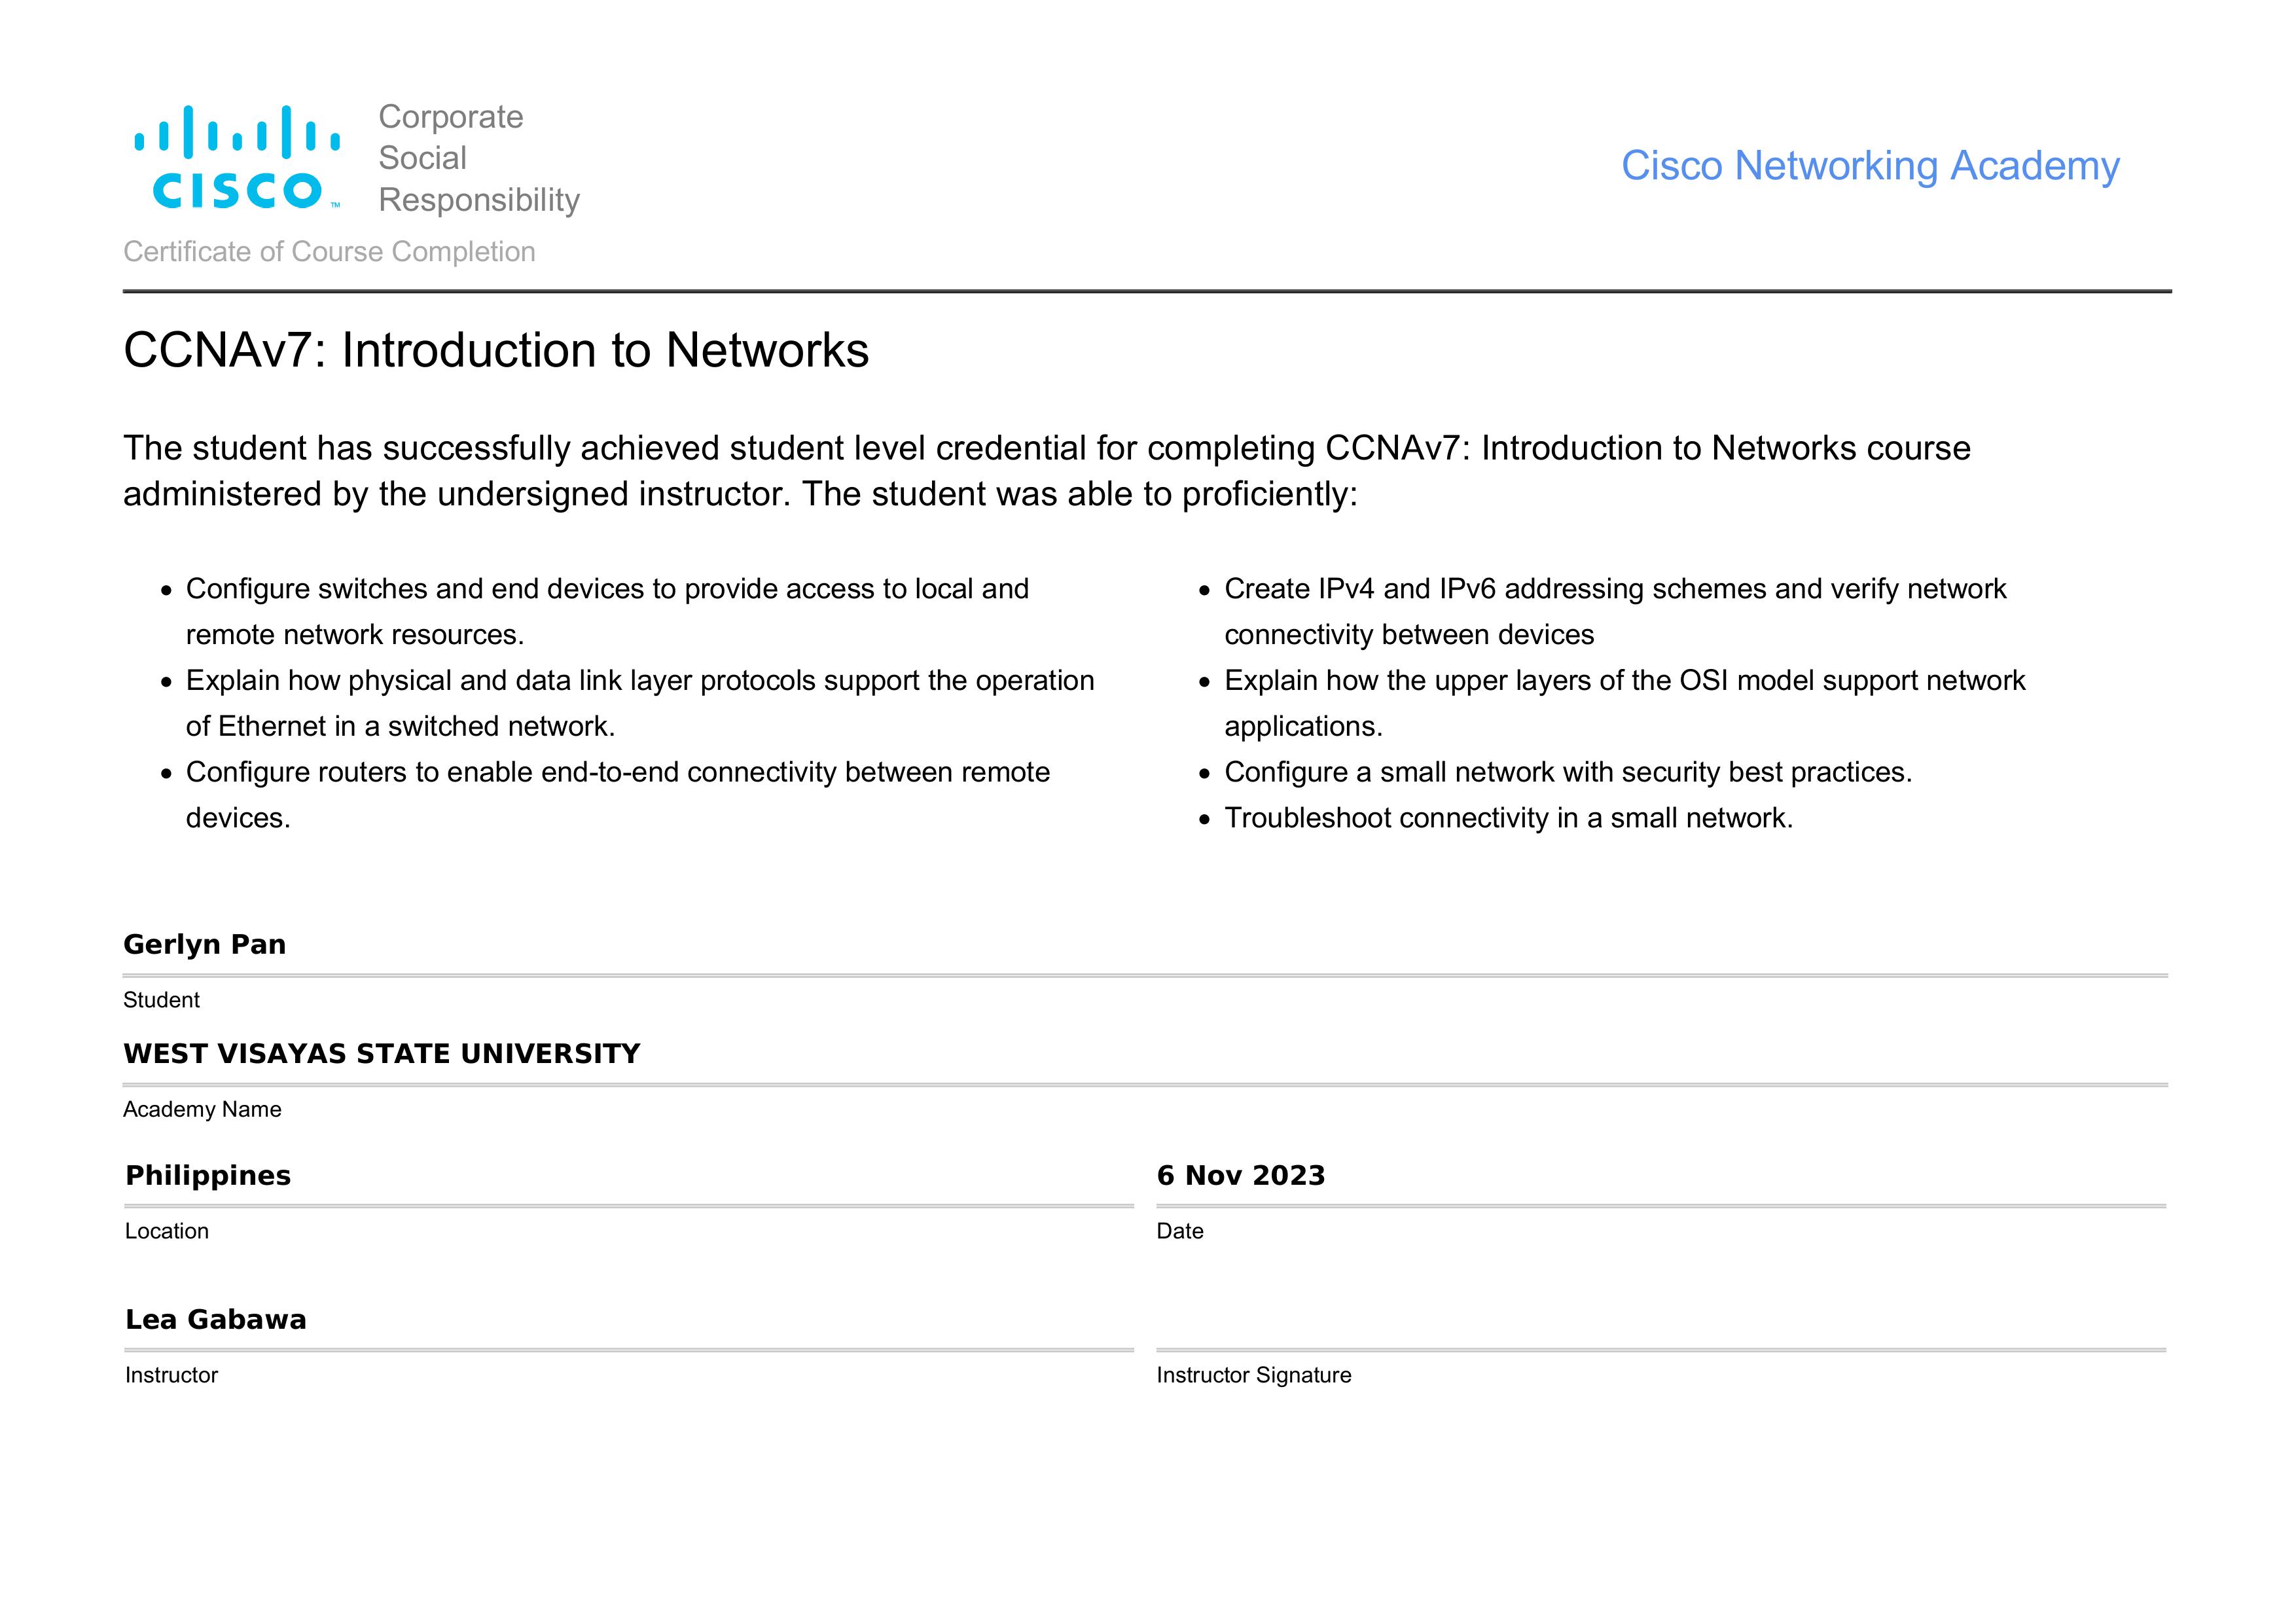 CISCO™
Corporate
Social
Responsibility
Cisco Networking Academy
Certificate of Course Completion
CCNAv7: Introduction to Networks
The student has successfully achieved student level credential for completing CCNAv7: Introduction to Networks course
administered by the undersigned instructor. The student was able to proficiently:
• Configure switches and end devices to provide access to local and
remote network resources.
• Explain how physical and data link layer protocols support the operation
of Ethernet in a switched network.
• Configure routers to enable end-to-end connectivity between remote
devices.
• Create IPv4 and IPv6 addressing schemes and verify network
connectivity between devices
• Explain how the upper layers of the OSI model support network
applications.
• Configure a small network with security best practices.
• Troubleshoot connectivity in a small network.
Gerlyn Pan
Student
WEST VISAYAS STATE UNIVERSITY
Academy Name
Philippines
Location
6 Nov 2023
Date
Lea Gabawa
Instructor
Instructor Signature